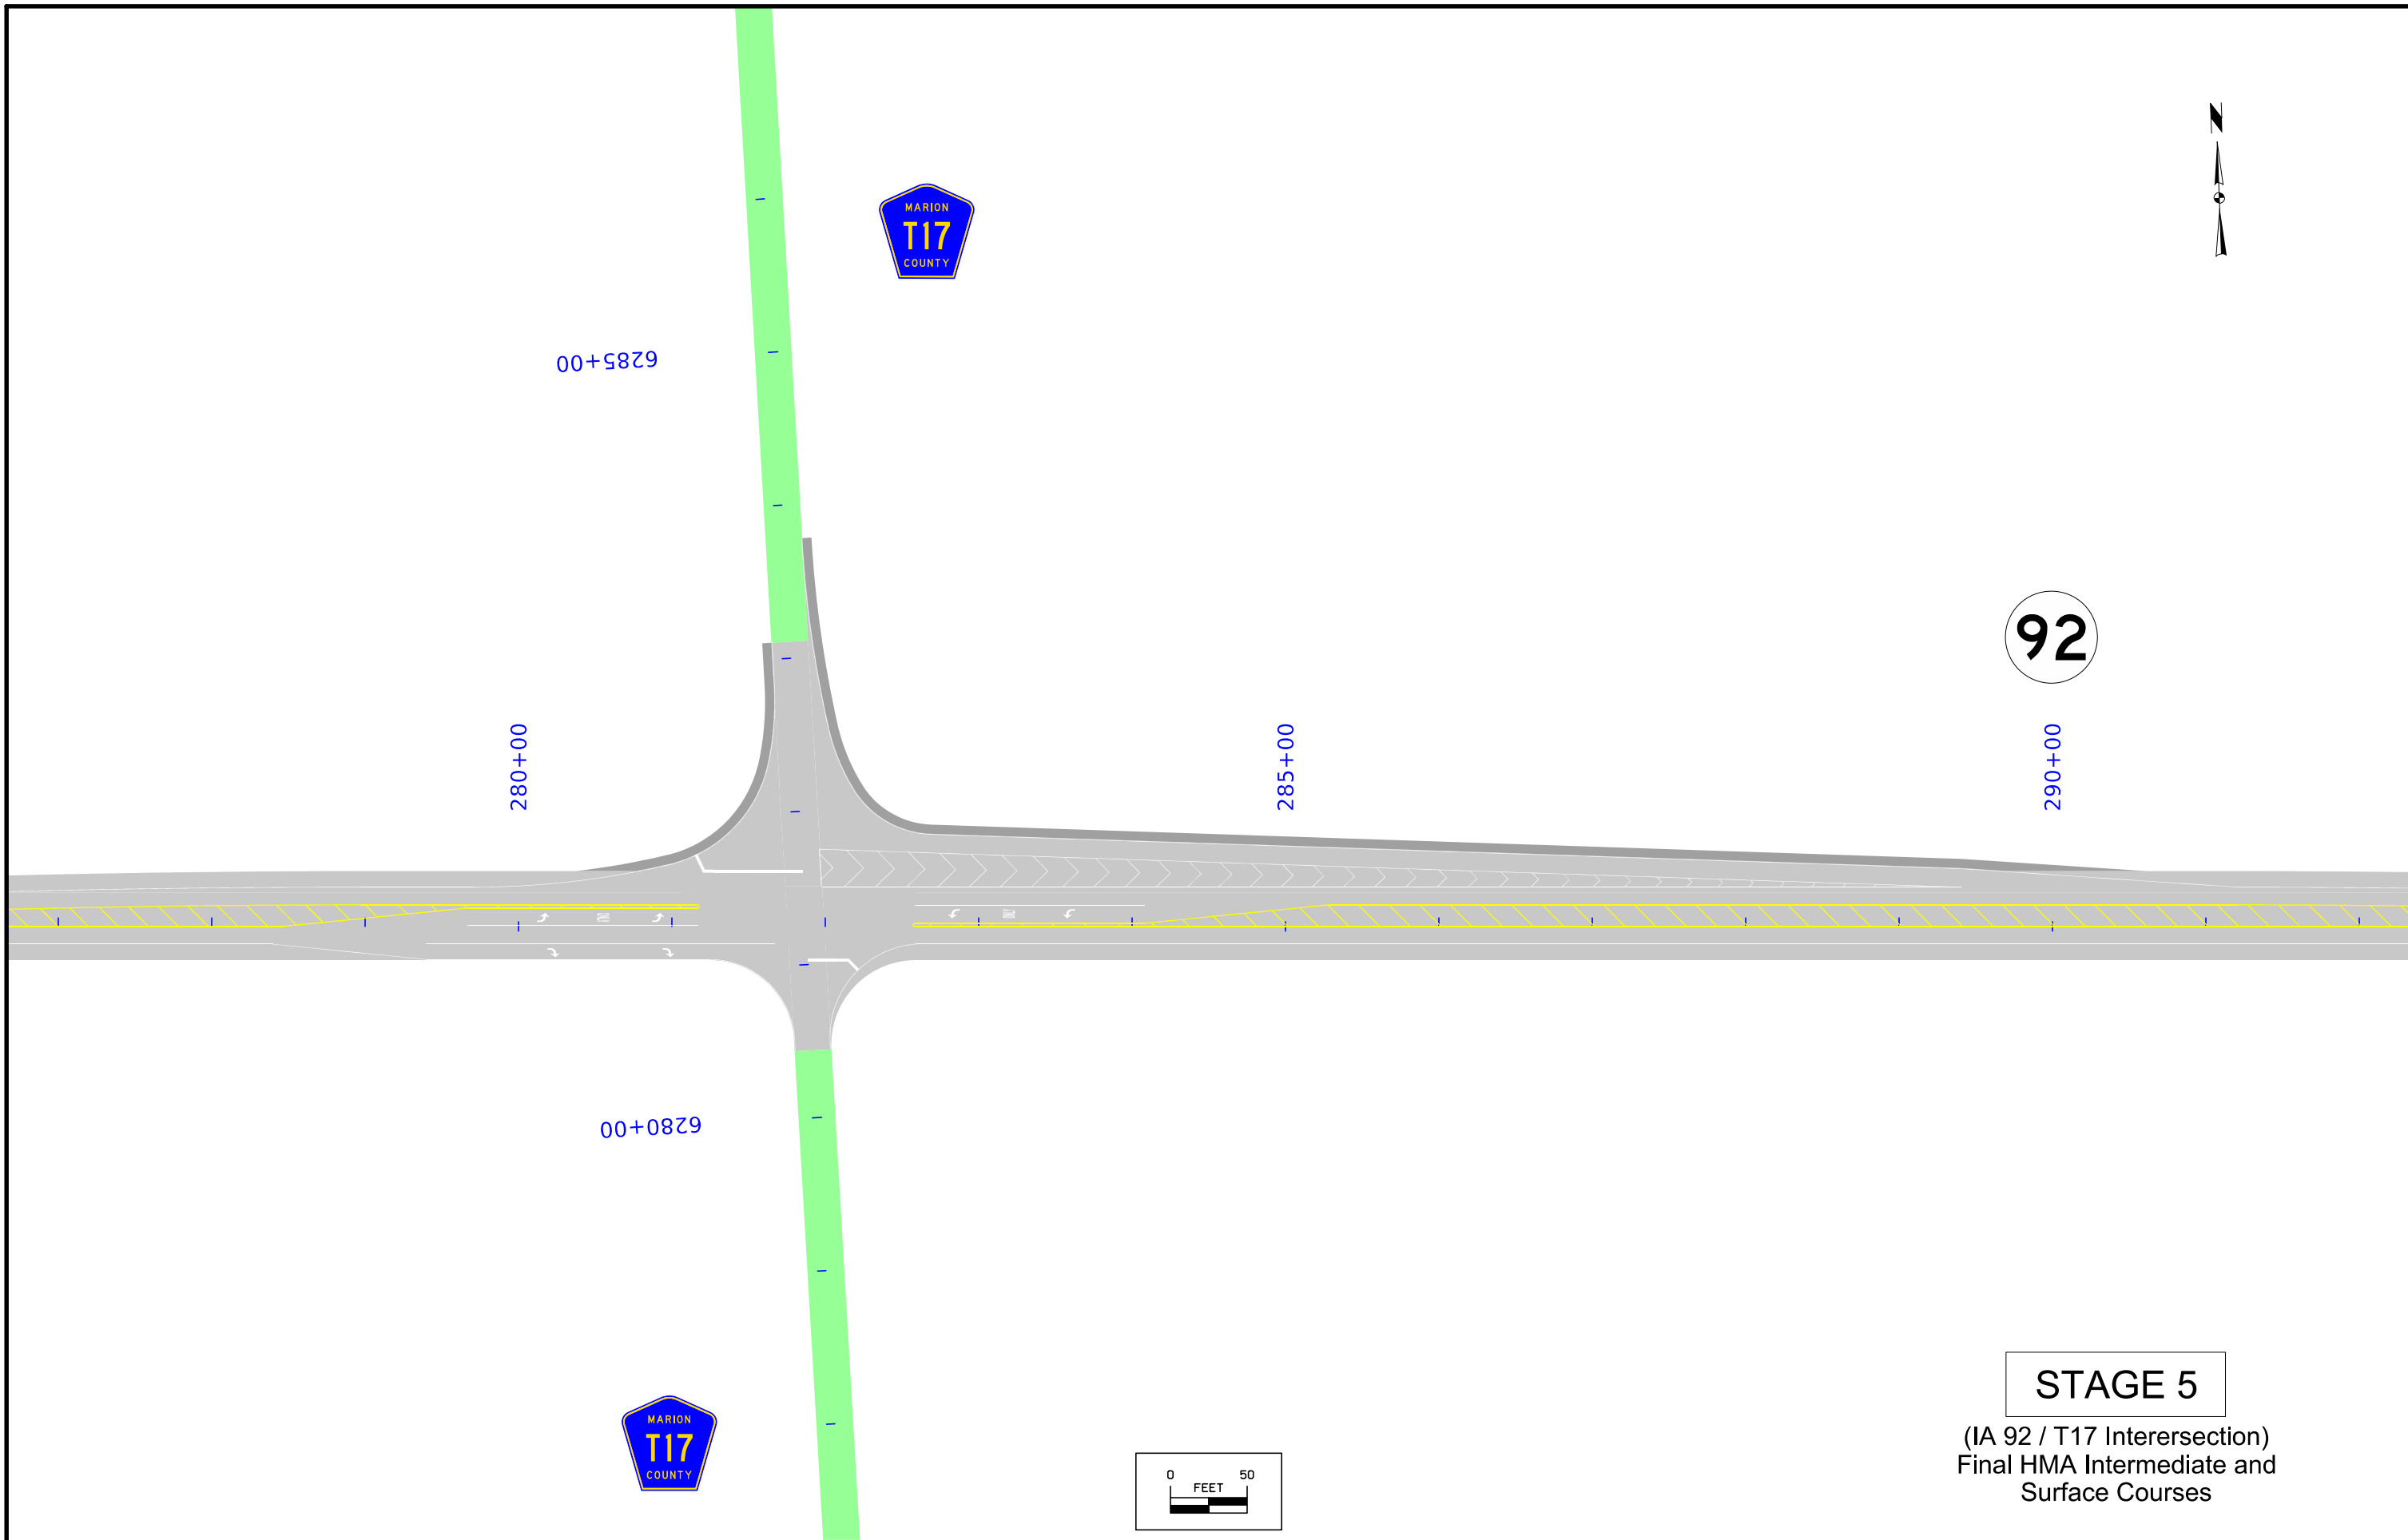 N
MARION
T17
COUNTY
6285+00
92
280+00
285+00
290+00
6280+00
MARION
T17
COUNTY
0 50
FEET
STAGE 5
(IA 92 / T17 Interersection)
Final HMA Intermediate and
Surface Courses